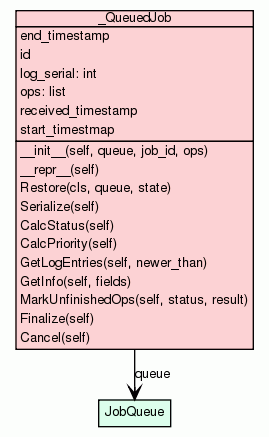 _QueuedJob
end_timestamp
id
log_serial: int
ops: list
received_timestamp
start_timestmap
__init__(self, queue, job_id, ops)
__repr__(self)
Restore(cls, queue, state)
Serialize(self)
CalcStatus(self)
CalcPriority(self)
GetLogEntries(self, newer_than)
GetInfo(self, fields)
MarkUnfinishedOps(self, status, result)
Finalize(self)
Cancel(self)
queue
JobQueue